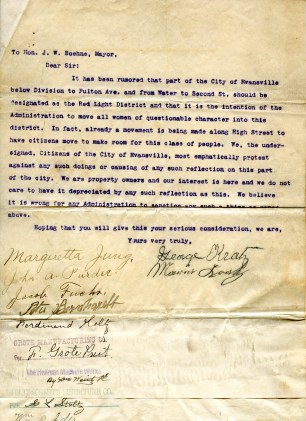 To Hon. J. W. Boehne, Mayor,
Dear Sir:
It has been rumored that part of the City of Evansville
below Division to Fulton Ave. and from Water to Second St. should be
designated as the Red Light District and that it is the intention of the
Administration to move all women of questionable character into this
district. In fact, already a movement is being made along High Street to
have citizens move to make room for this class of people. We, the under-
signed, Citizens of the City of Evansville, most emphatically protest
against any such doings or causing of any such reflection on this part
of the city. We are property owners and our interest is here and we do not
care to have it depreciated by any such reflection as this. We believe
it is wrong for any Administration to sanction such a
above.
Hoping that you will give this your serious consideration, we are,
Yours very truly,
Margaretta Jung,
George Kratz
John
Jacob
Ferdinand
GROTE MANUFACTURING CO.
F. Grote